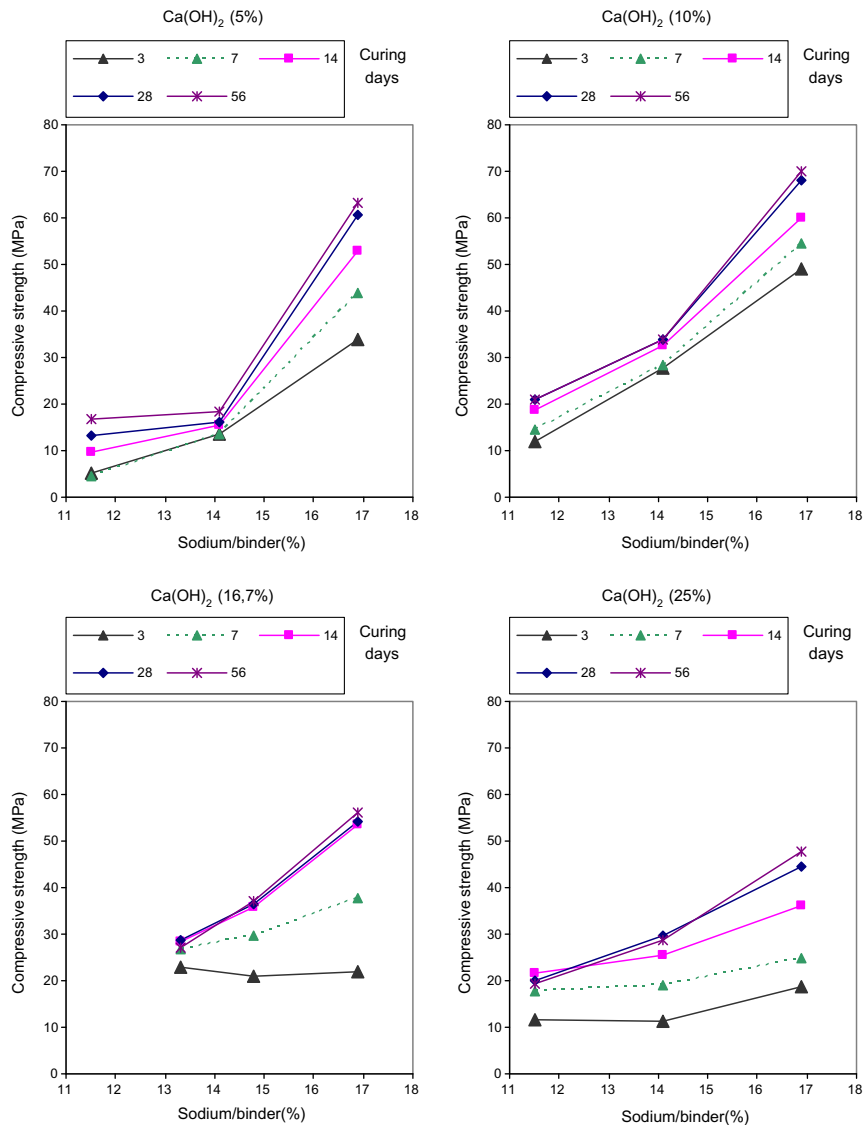 Ca(OH)2 (5%)
3 7 14 Curing
days
28 56
80
70
60
50
40
30
20
10
0
Compressive strength (MPa)
11 12 13 14 15 16 17 18
Sodium/binder(%)
Ca(OH)2 (10%)
3 7 14 Curing
days
28 56
80
70
60
50
40
30
20
10
0
Compressive strength (MPa)
11 12 13 14 15 16 17 18
Sodium/binder(%)
Ca(OH)2 (16,7%)
3 7 14 Curing
days
28 56
80
70
60
50
40
30
20
10
0
Compressive strength (MPa)
11 12 13 14 15 16 17 18
Sodium/binder(%)
Ca(OH)2 (25%)
3 7 14 Curing
days
28 56
80
70
60
50
40
30
20
10
0
Compressive strength (MPa)
11 12 13 14 15 16 17 18
Sodium/binder(%)